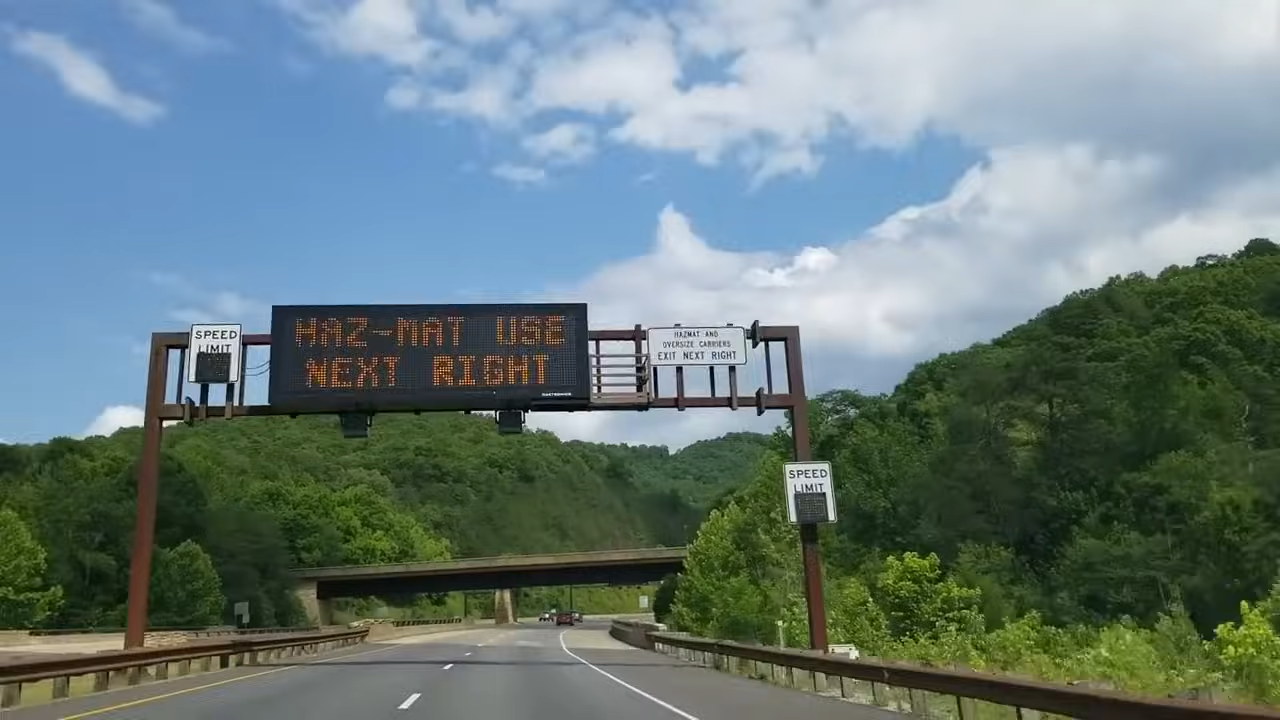 SPEED
LIMIT
HAZ-MAT USE
NEXT RIGHT
HAZMAT AND
OVERSIZE CARRIERS
EXIT NEXT RIGHT
SPEED
LIMIT